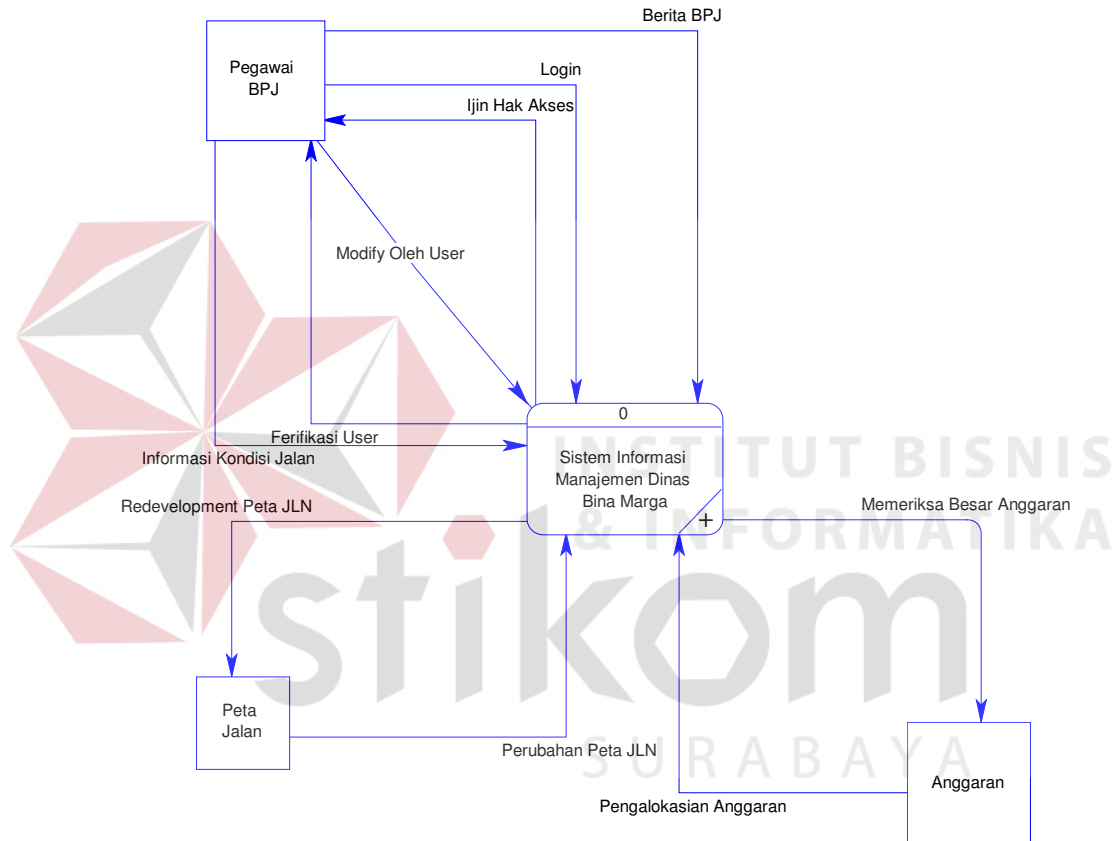 Berita BPJ
Pegawai
BPJ
Login
Ijin Hak Akses
Modify Oleh User
0
Ferifikasi User
Informasi Kondisi Jalan
Sistem Informasi
Manajemen Dinas
Bina Marga
+
INSTITUT BISNIS
& INFORMATIKA
Redevelopment Peta JLN
Memeriksa Besar Anggaran
stikom
SURABAYA
Peta
Jalan
Perubahan Peta JLN
Anggaran
Pengalokasian Anggaran